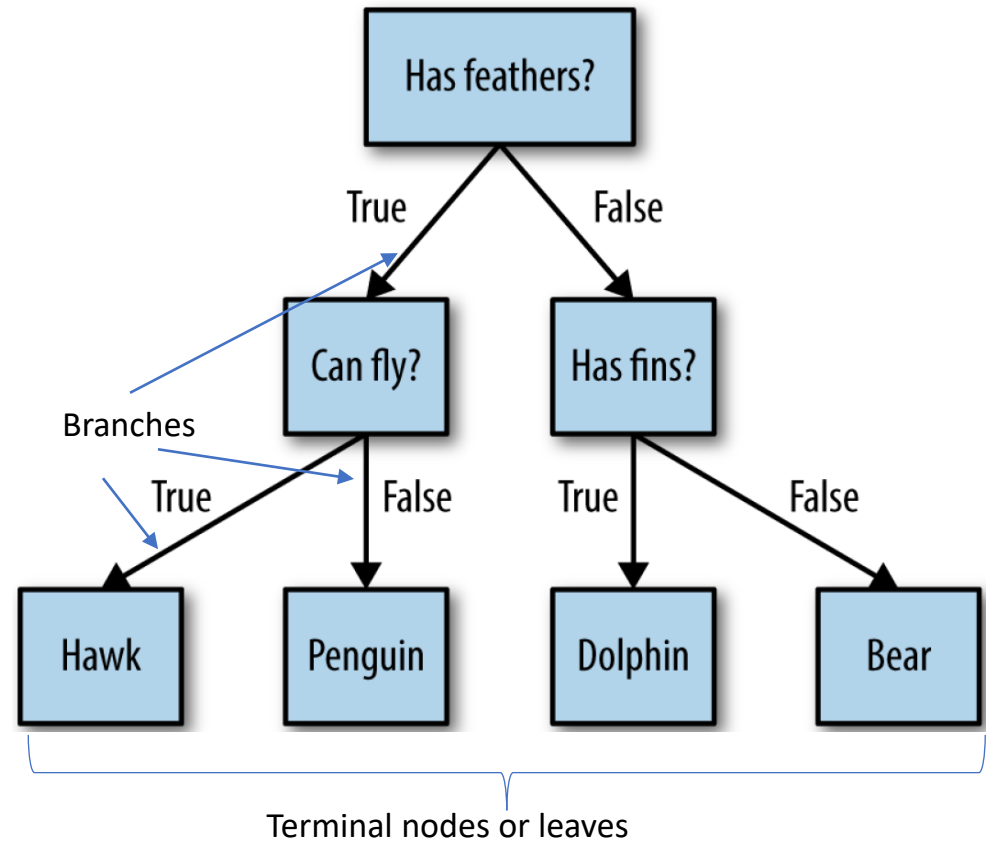 Has feathers?
True
False
Can fly?
Has fins?
Branches
True
False
True
False
Hawk
Penguin
Dolphin
Bear
Terminal nodes or leaves